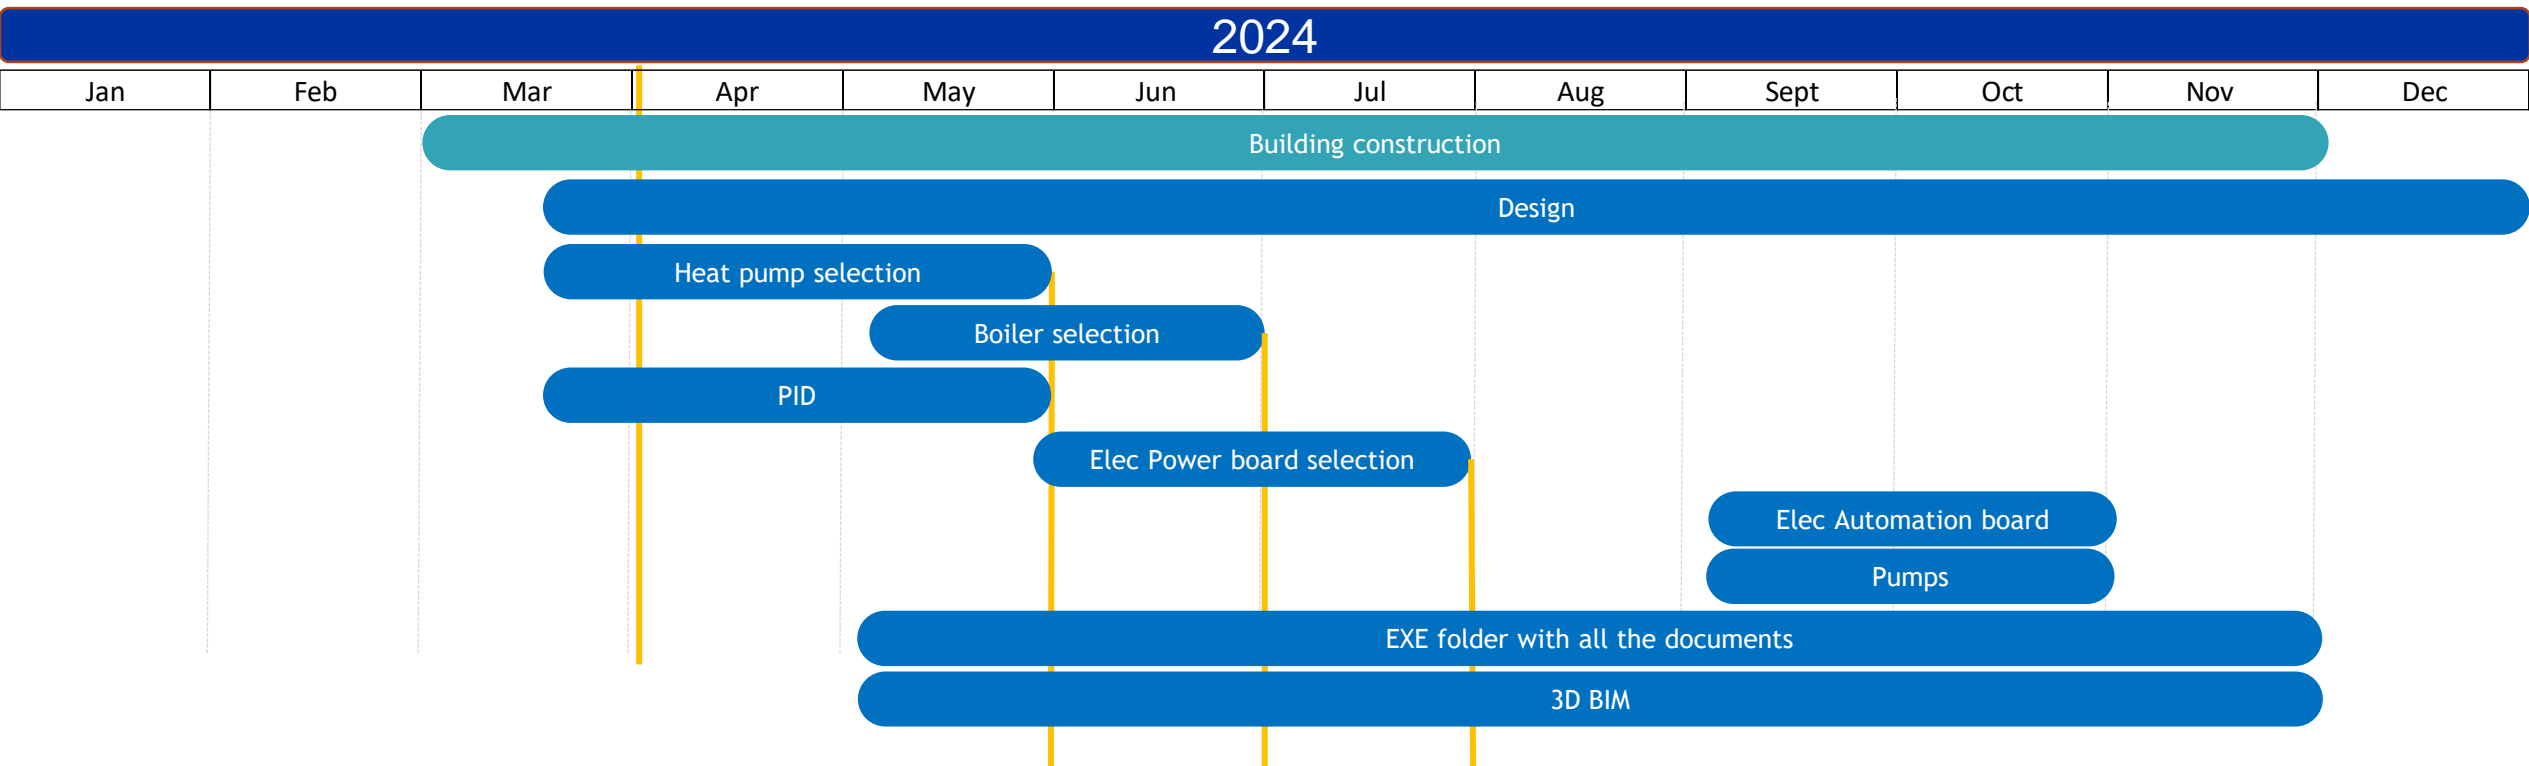 2024
Jan Feb Mar Apr May Jun Jul Aug Sept Oct Nov Dec
Building construction
Design
Heat pump selection
Boiler selection
PID
Elec Power board selection
Elec Automation board
Pumps
EXE folder with all the documents
3D BIM